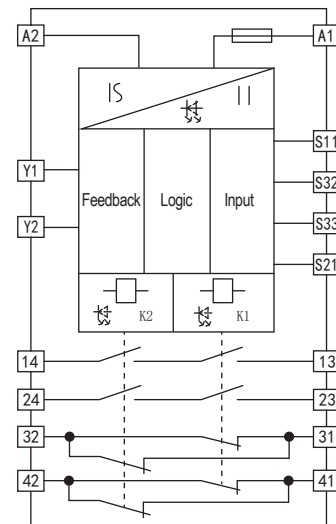 A2 A1
S11
Y1 S32
Feedback Logic Input
Y2 S33
S21
K2 K1
14 13
24 23
32 31
42 41